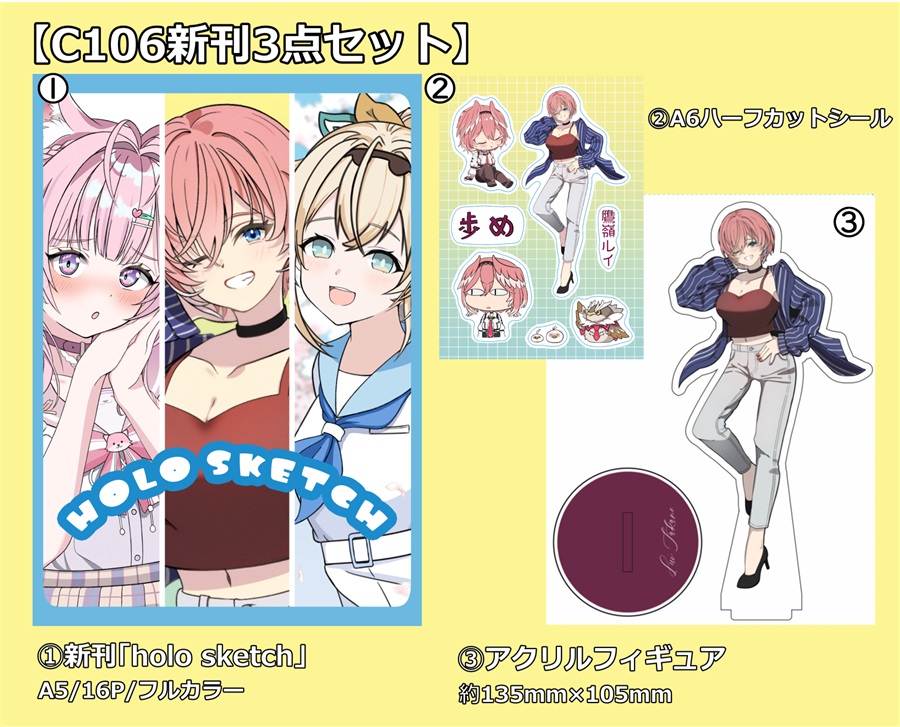 【C106新刊3点セット】
①
HOLO SKETCH
②
歩め
鷹嶺ルイ
②A6ハーフカットシール
③
Lui Takane
①新刊｢holo sketch｣
A5/16P/フルカラー
③アクリルフィギュア
約135mm×105mm